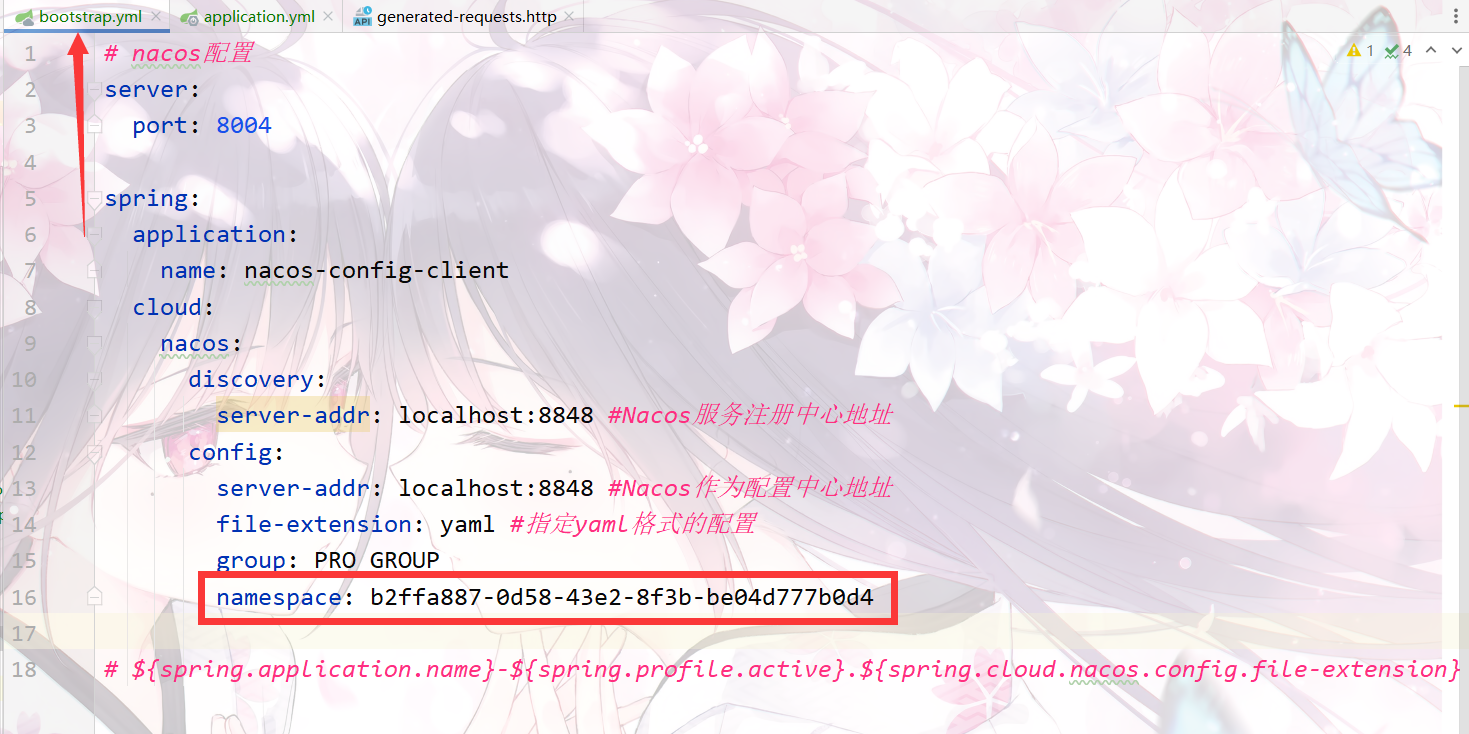 bootstrap.yml application.yml generated-requests.http
1 # nacos配置 1 4
2 server:
3 port: 8004
4
5 spring:
6 application:
7 name: nacos-config-client
8 cloud:
9 nacos:
10 discovery:
11 server-addr: localhost:8848 #Nacos服务注册中心地址
12 config:
13 server-addr: localhost:8848 #Nacos作为配置中心地址
14 file-extension: yaml #指定yaml格式的配置
15 group: PRO_GROUP
16 namespace: b2ffa887-0d58-43e2-8f3b-be04d777b0d4
17
18 # ${spring.application.name}-${spring.profile.active}.${spring.cloud.nacos.config.file-extension}